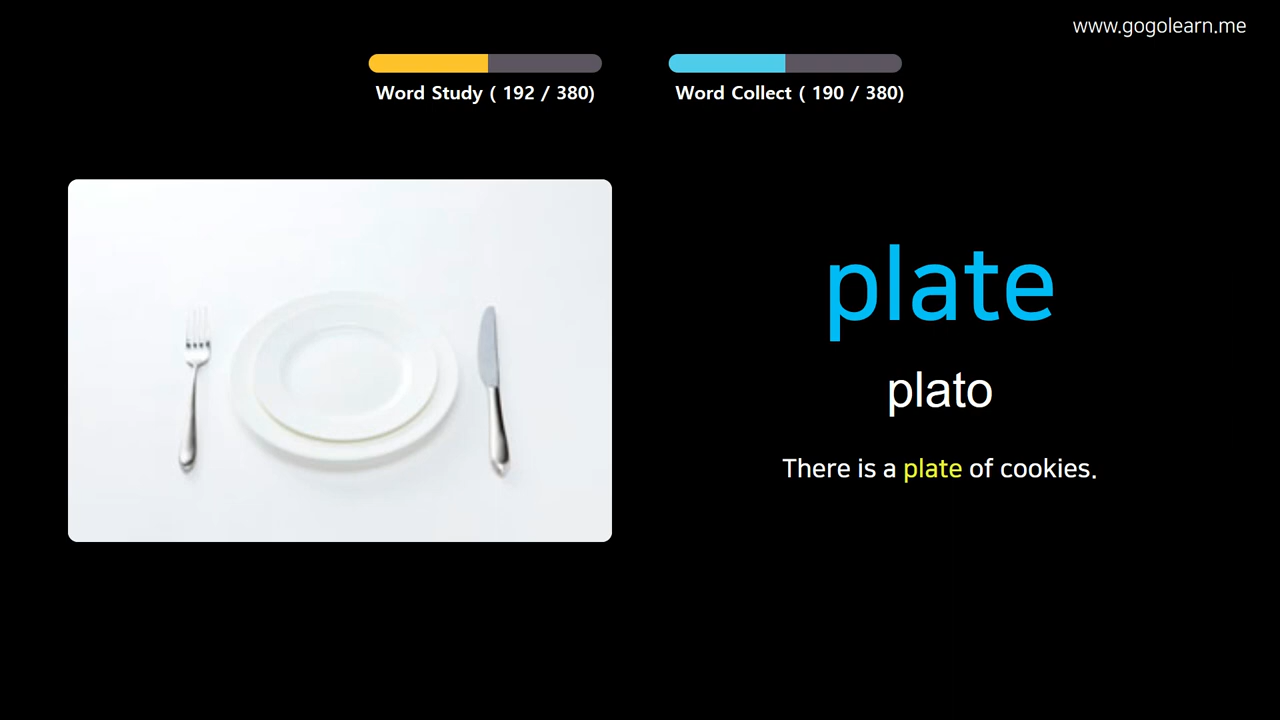 www.gogolearn.me
Word Study ( 192 / 380)
Word Collect ( 190 / 380)
plate
plato
There is a plate of cookies.